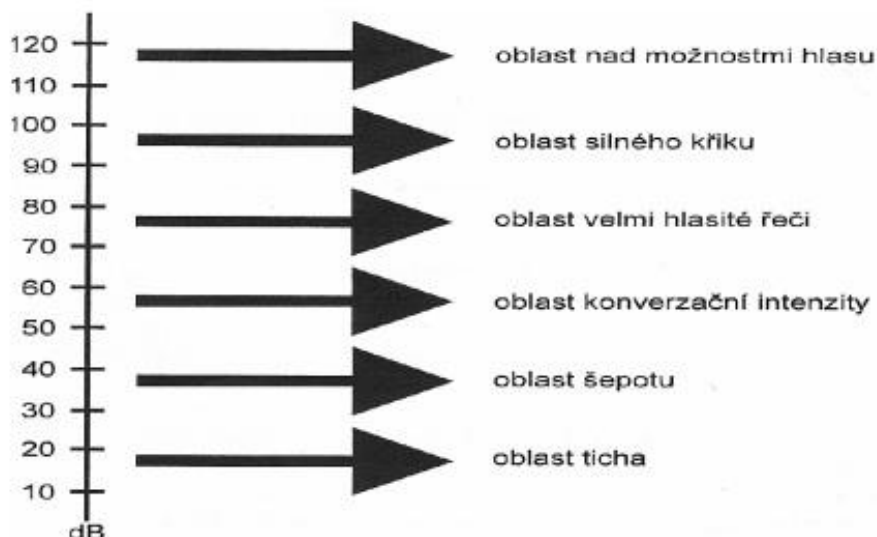 120
oblast nad možnostmi hlasu
110
100
oblast silného křiku
90
80
oblast velmi hlasité řeči
70
60
oblast konverzační intenzity
50
40
oblast šepotu
30
20
oblast ticha
10
dB